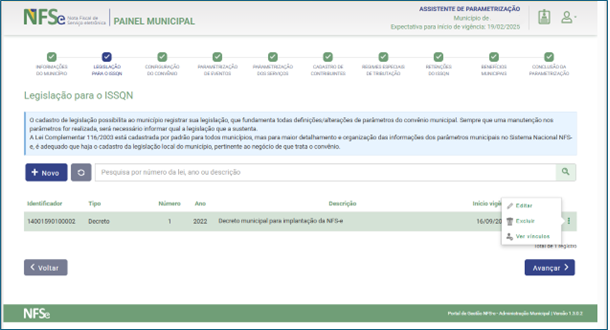 NFSe Nota Fiscal de
Serviço eletrônica
PAINEL MUNICIPAL
ASSISTENTE DE PARAMETRIZAÇÃO
Município de
Expectativa para início de vigência: 19/02/2025
INFORMAÇÕES
DO MUNICÍPIO
LEGISLAÇÃO
PARA O ISSQN
CONFIGURAÇÃO
DO CONVÊNIO
PARAMETRIZAÇÃO
DE EVENTOS
PARAMETRIZAÇÃO
DOS SERVIÇOS
CADASTRO DE
CONTRIBUINTES
REGIMES ESPECIAIS
DE TRIBUTAÇÃO
RETENÇÕES
DO ISSQN
BENEFÍCIOS
MUNICIPAIS
CONCLUSÃO DA
PARAMETRIZAÇÃO
Legislação para o ISSQN
O cadastro de legislação possibilita ao município registrar sua legislação, que fundamenta todas definições/alterações de parâmetros do convênio municipal. Sempre que uma manutenção nos
parâmetros for realizada, será necessário informar qual a legislação que a sustenta.
A Lei Complementar 116/2003 está cadastrada por padrão para todos municípios, mas para maior detalhamento e organização das informações dos parâmetros municipais no Sistema Nacional NFS-
e, é adequado que haja o cadastro da legislação local do município, pertinente ao negócio de que trata o convênio.
+ Novo
Pesquisa por número da lei, ano ou descrição
Identificador Tipo Número Ano Descrição Início vigê
14001590100002 Decreto 1 2022 Decreto municipal para implantação da NFS-e 16/09/20
Editar
Excluir
Ver vínculos
Total de 1 registro
Voltar
Avançar
NFSe
Portal de Gestão NFS-e - Administração Municipal | Versão 1.3.0.2